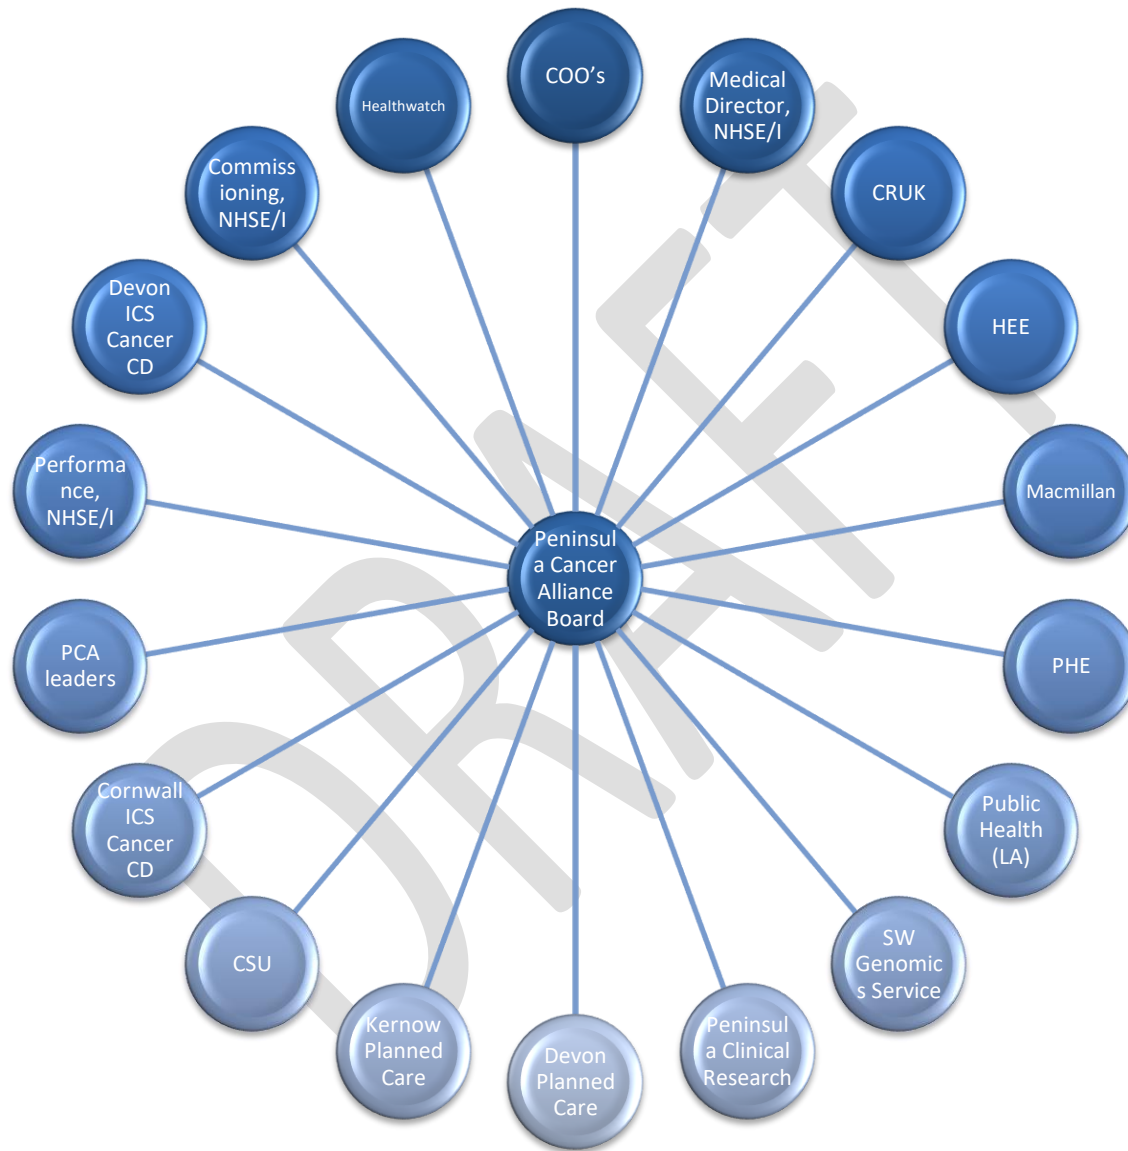 COO's
Medical
Director,
NHSE/I
CRUK
HEE
Macmillan
PHE
Public
Health
(LA)
SW
Genomic
s Service
Peninsul
a Clinical
Research
Devon
Planned
Care
Kernow
Planned
Care
CSU
Cornwall
ICS
Cancer
CD
PCA
leaders
Performa
nce,
NHSE/I
Devon
ICS
Cancer
CD
Commiss
ioning,
NHSE/I
Healthwatch
Peninsul
a Cancer
Alliance
Board
DRAFT